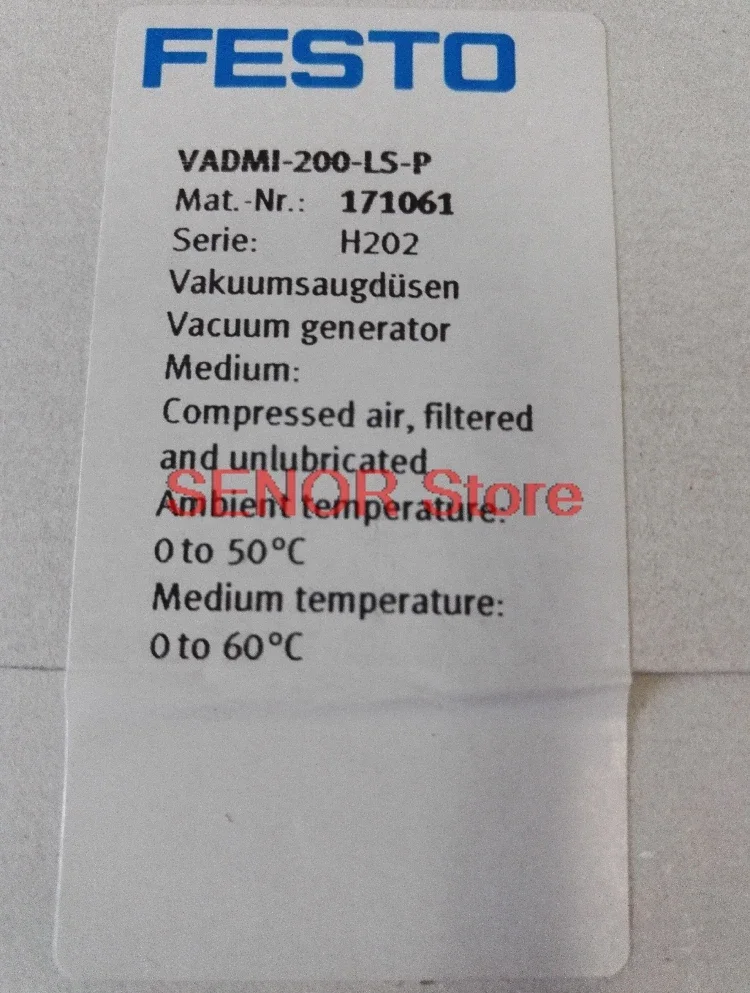 FESTO
VADMI-200-LS-P
Mat.-Nr.: 171061
Serie: H202
Vakuumsaugdüsen
Vacuum generator
Medium:
Compressed air, filtered
and unlubricated
SENOR Store
Ambient temperature:
0 to 50°C
Medium temperature:
0 to 60°C